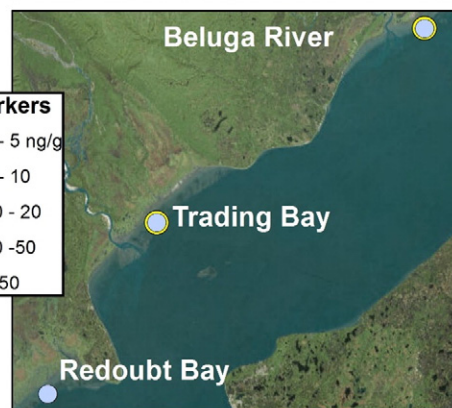 Beluga River
rkers
- 5 ng/g
- 10
0 - 20
0 -50
50
Trading Bay
Redoubt Bay